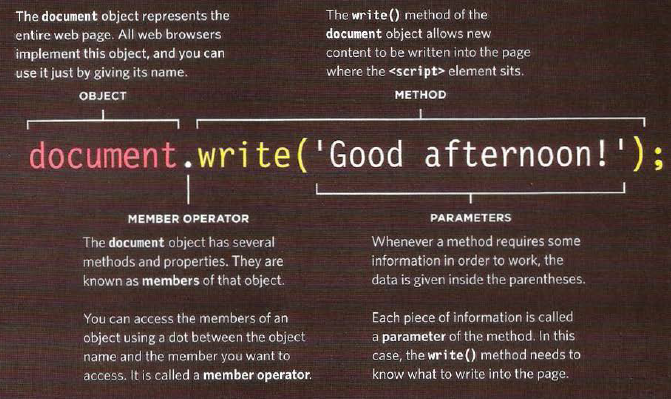 The document object represents the
entire web page. All web browsers
implement this object, and you can
use it just by giving its name.
OBJECT
The write() method of the
document object allows new
content to be written into the page
where the <script> element sits.
METHOD
document.write('Good afternoon!');
MEMBER OPERATOR
The document object has several
methods and properties. They are
known as members of that object.
You can access the members of an
object using a dot between the object
name and the member you want to
access. It is called a member operator.
PARAMETERS
Whenever a method requires some
information in order to work, the
data is given inside the parentheses.
Each piece of information is called
a parameter of the method. In this
case, the write() method needs to
know what to write into the page.